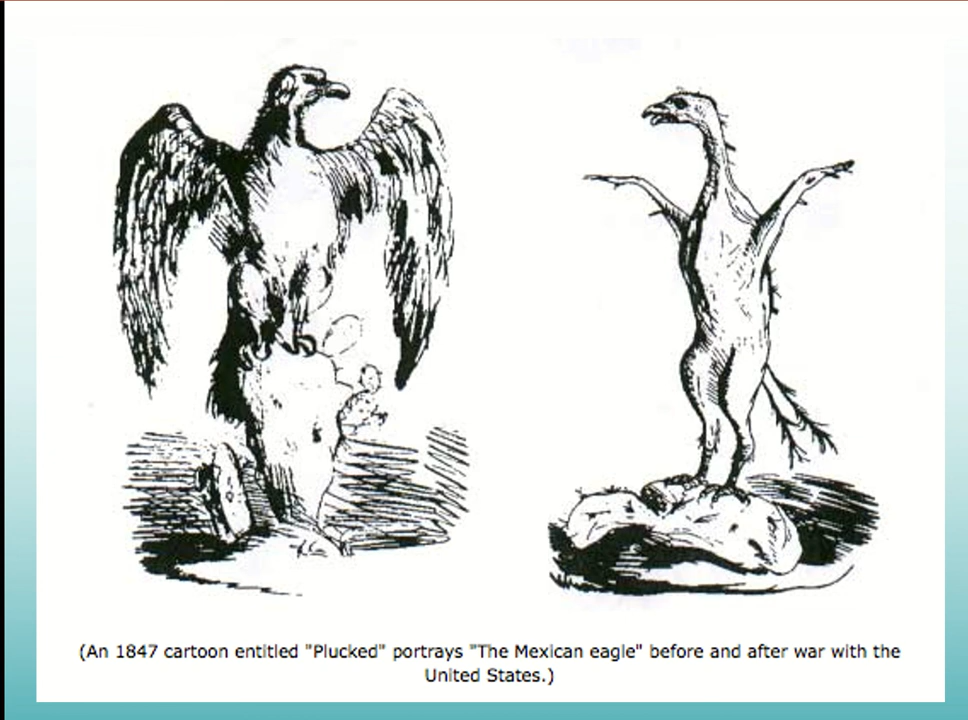 (An 1847 cartoon entitled "Plucked" portrays "The Mexican eagle" before and after war with the
United States.)